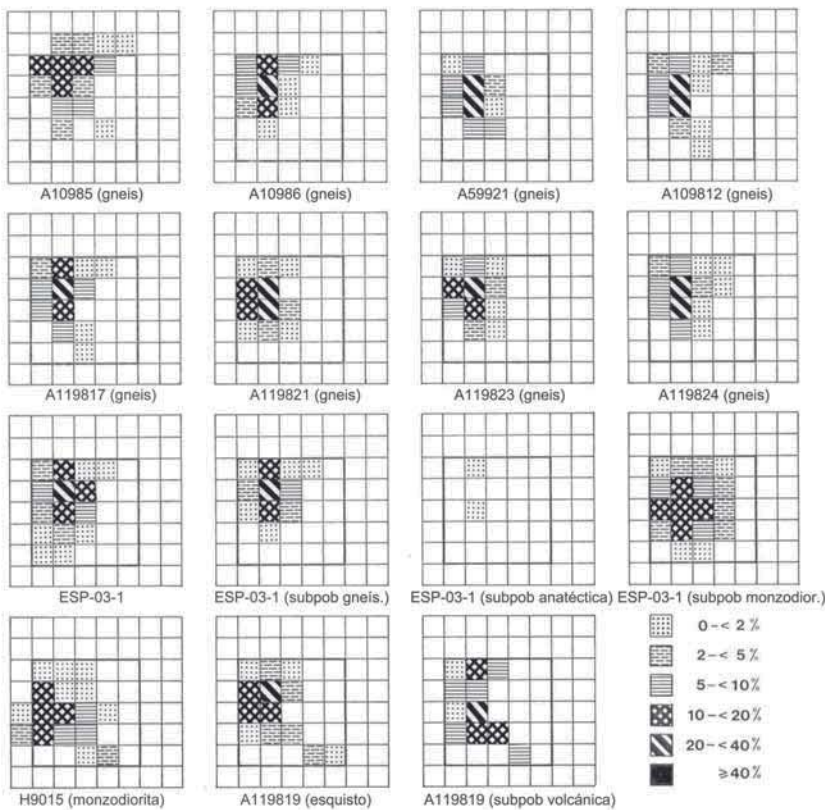 A10985 (gneis) A10986 (gneis) A59921 (gneis) A109812 (gneis)
A119817 (gneis) A119821 (gneis) A119823 (gneis) A119824 (gneis)
ESP-03-1 ESP-03-1 (subpob gneis.) ESP-03-1 (subpob anatéctica) ESP-03-1 (subpob monzodior.)
0-< 2 %
2-< 5 %
5-< 10%
10-< 20%
20-< 40%
≥40%
H9015 (monzodiorita) A119819 (esquisto) A119819 (subpob volcánica)